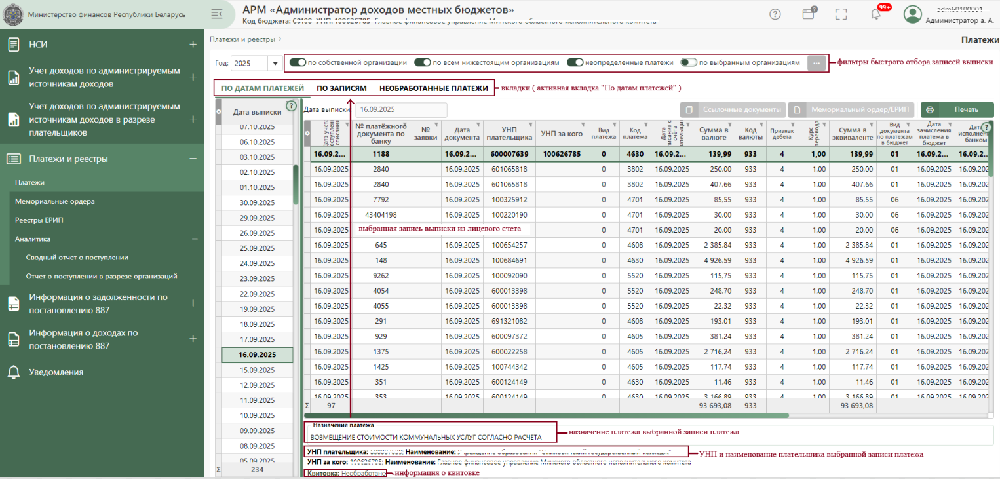 Министерство финансов Республики Беларусь
АРМ «Администратор доходов местных бюджетов»
Код бюджета: 60100 УНП: 100626785 Главное финансовое управление Минского областного исполнительного комитета
?
?
99+
adm60100001
Администратор а. А.
НСИ
Учет доходов по администрируемым
источникам доходов
Учет доходов по администрируемым
источникам доходов в разрезе
плательщиков
Платежи и реестры
Платежи
Мемориальные ордера
Реестры ЕРИП
Аналитика
Сводный отчет о поступлении
Отчет о поступлении в разрезе организаций
Информация о задолженности по
постановлению 887
Информация о доходах по
постановлению 887
Уведомления
Платежи и реестры >
Платежи
Год: 2025 по собственной организации по всем нижестоящим организациям неопределенные платежи по выбранным организациям ... фильтры быстрого отбора записей выписки
ПО ДАТАМ ПЛАТЕЖЕЙ ПО ЗАПИСЯМ НЕОБРАБОТАННЫЕ ПЛАТЕЖИ вкладки ( активная вкладка "По датам платежей" )
Дата выписки ?
07.10.2025
06.10.2025
03.10.2025
02.10.2025
01.10.2025
30.09.2025
29.09.2025
26.09.2025
25.09.2025
24.09.2025
23.09.2025
22.09.2025
19.09.2025
18.09.2025
17.09.2025
16.09.2025
15.09.2025
12.09.2025
11.09.2025
10.09.2025
09.09.2025
08.09.2025
05.09.2025
Σ 234
Дата выписки 16.09.2025 Ссылочные документы Мемориальный ордер/ЕРИП Печать
Дата учета
№ платёжного документа по банку
№ заявки
Дата документа
УНП плательщика
УНП за кого
Вид платежа
Код платежа
Дата
счёта
Сумма в валюте
Код валюты
Признак дебета
Курс перевода
Сумма в эквиваленте
Вид документа по платежам в бюджет
Дата зачисления платежа в бюджет
Дата банком
?
16.09.2... 1188 16.09.2... 600007639 100626785 0 4630 16.09.2... 139,99 933 4 1,00 139,99 01 16.09.2... 16.09.2...
16.09.2025 2840 16.09.2025 601065818 0 3802 16.09.2025 250,00 933 4 1,00 250,00 01 16.09.2025 16.09.202
16.09.2025 2840 16.09.2025 601065818 0 3802 16.09.2025 407,66 933 4 1,00 407,66 01 16.09.2025 16.09.202
16.09.2025 7792 16.09.2025 100325912 0 4701 16.09.2025 85,55 933 4 1,00 85,55 06 16.09.2025 16.09.202
16.09.2025 43404198 16.09.2025 100220190 0 4701 16.09.2025 30,00 933 4 1,00 30,00 06 16.09.2025 16.09.202
16.09.2025 выбранная запись выписки из лицевого счета 0 4701 16.09.2025 20,00 933 4 1,00 20,00 06 16.09.2025 16.09.202
16.09.2025 645 16.09.2025 100654257 0 4608 16.09.2025 2 385,84 933 4 1,00 2 385,84 01 16.09.2025 16.09.202
16.09.2025 148 16.09.2025 100684691 0 4630 16.09.2025 4 926,59 933 4 1,00 4 926,59 01 16.09.2025 16.09.202
16.09.2025 9262 16.09.2025 100092090 0 5520 16.09.2025 115,75 933 4 1,00 115,75 01 16.09.2025 16.09.202
16.09.2025 4054 16.09.2025 600013398 0 5520 16.09.2025 248,70 933 4 1,00 248,70 01 16.09.2025 16.09.202
16.09.2025 4055 16.09.2025 600013398 0 5520 16.09.2025 22,32 933 4 1,00 22,32 01 16.09.2025 16.09.202
16.09.2025 291 16.09.2025 691321082 0 4608 16.09.2025 193,01 933 4 1,00 193,01 01 16.09.2025 16.09.202
16.09.2025 929 16.09.2025 600097372 0 4605 16.09.2025 381,24 933 4 1,00 381,24 01 16.09.2025 16.09.202
16.09.2025 1375 16.09.2025 600022258 0 4605 16.09.2025 2 716,24 933 4 1,00 2 716,24 01 16.09.2025 16.09.202
16.09.2025 1425 16.09.2025 100744342 0 4605 16.09.2025 117,74 933 4 1,00 117,74 01 16.09.2025 16.09.202
16.09.2025 351 16.09.2025 600124149 0 4630 16.09.2025 11,46 933 4 1,00 11,46 01 16.09.2025 16.09.202
16.09.2025 353 16.09.2025 600124149 0 4630 16.09.2025 3 166,89 933 4 1,00 3 166,89 01 16.09.2025 16.09.202
Σ 97 93 693,08 933 93 693,08
Назначение платежа
ВОЗМЕЩЕНИЕ СТОИМОСТИ КОММУНАЛЬНЫХ УСЛУГ СОГЛАСНО РАСЧЕТА назначение платежа выбранной записи платежа
УНП плательщика: 600007639; Наименование: Учреждение образования государственный колледж" УНП и наименование плательщика выбранной записи платежа
УНП за кого: 100626785; Наименование: Главное финансовое управление Минского областного исполнительного комитета
Квитовка: Необработано информация о квитовке